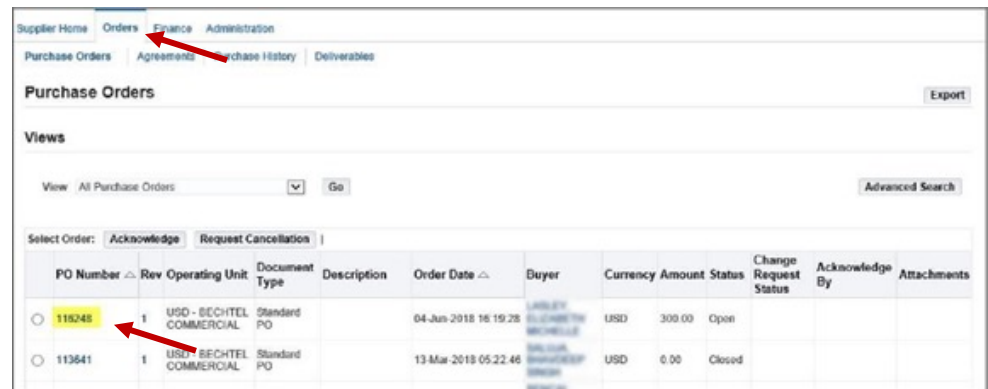 Supplier Home Orders Finance Administration
Purchase Orders Agreements Purchase History Deliverables
Purchase Orders
Export
Views
View All Purchase Orders Go Advanced Search
Select Order: Acknowledge Request Cancellation |
PO Number Rev Operating Unit Document Type Description Order Date Buyer Currency Amount Status Change Request Status Acknowledge By Attachments
116248 1 USD - BECHTEL COMMERCIAL Standard PO 04-Jun-2018 16:19:28 USD 300.00 Open
113641 1 USD - BECHTEL COMMERCIAL Standard PO 13-Mar-2018 05:22:46 USD 0.00 Closed